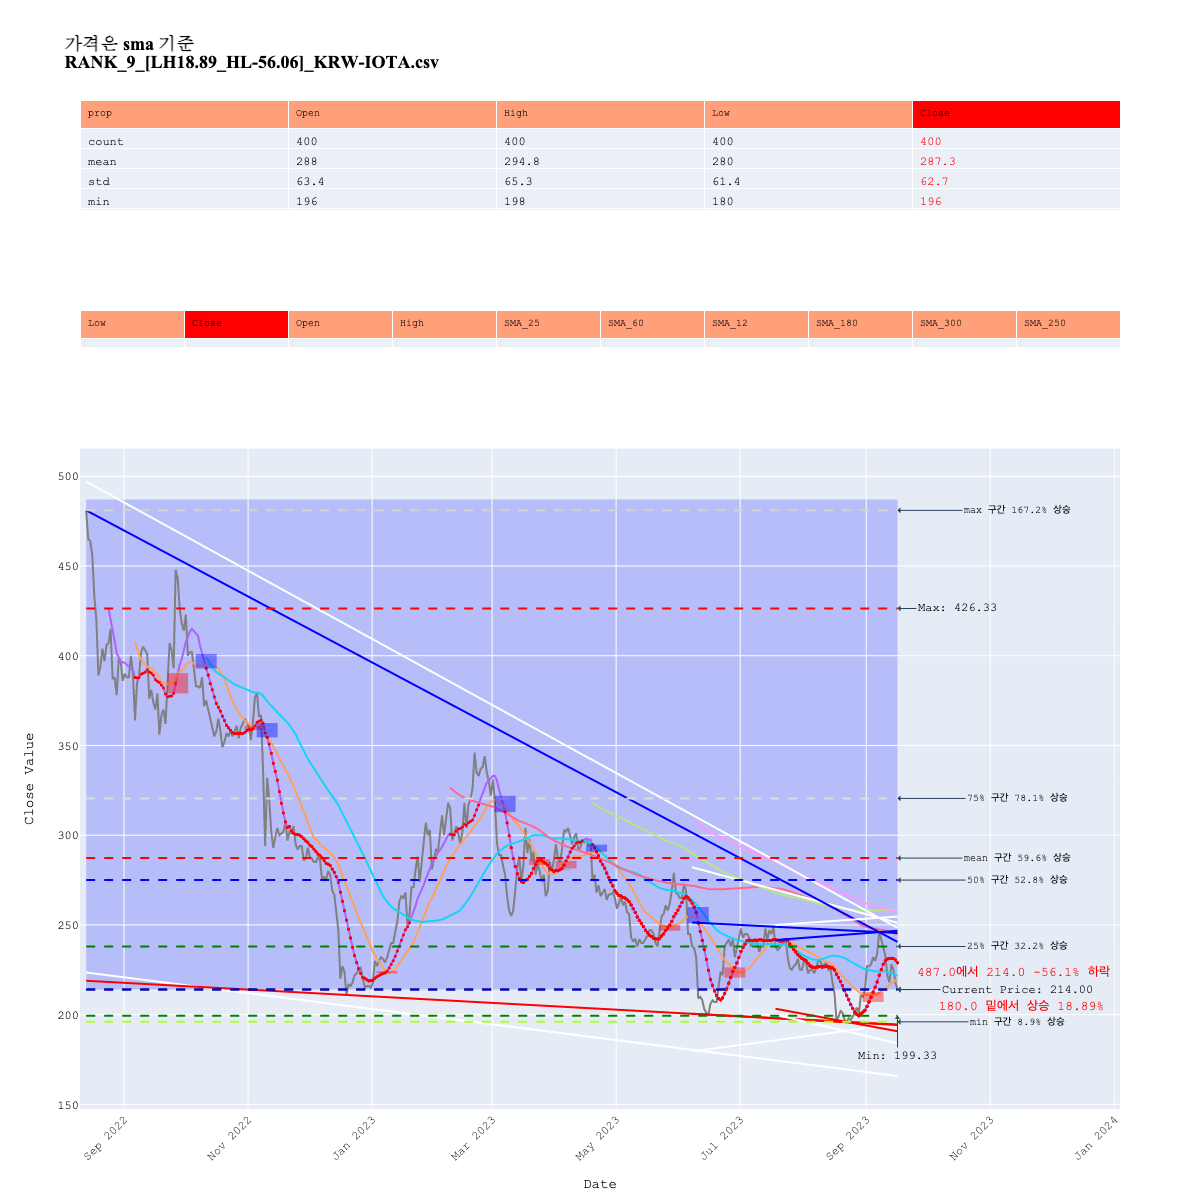 가격은 sma 기준
RANK_9_[LH18.89_HL-56.06]_KRW-IOTA.csv
prop Open High Low Close
count 400 400 400 400
mean 288 294.8 280 287.3
std 63.4 65.3 61.4 62.7
min 196 198 180 196
Low Close Open High SMA_25 SMA_60 SMA_12 SMA_180 SMA_300 SMA_250
500
max 구간 167.2% 상승
450
Max: 426.33
400
350
75% 구간 78.1% 상승
300
mean 구간 59.6% 상승
50% 구간 52.8% 상승
250
25% 구간 32.2% 상승
487.0에서 214.0 -56.1% 하락
Current Price: 214.00
180.0 밑에서 상승 18.89%
200
min 구간 8.9% 상승
Min: 199.33
150
Close Value
Sep 2022
Nov 2022
Jan 2023
Mar 2023
May 2023
Jul 2023
Sep 2023
Nov 2023
Jan 2024
Date